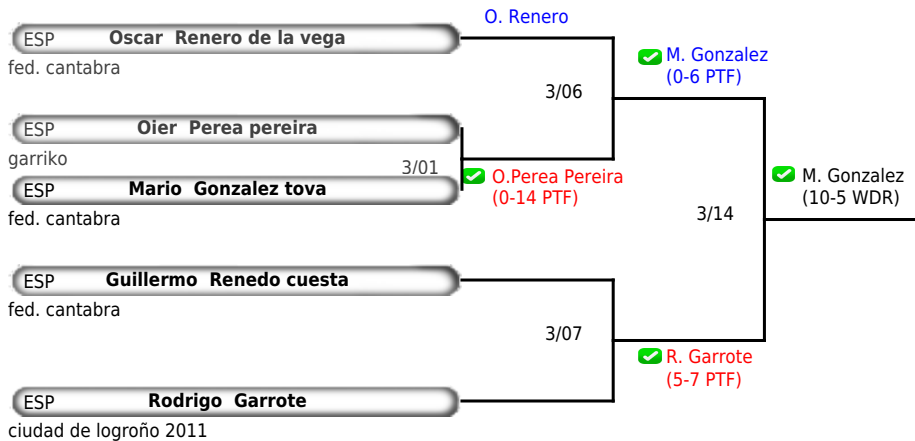 O. Renero
ESP Oscar Renero de la vega
fed. cantabra
M. Gonzalez
(0-6 PTF)
3/06
ESP Oier Perea pereira
garriko
3/01
O.Perea Pereira
(0-14 PTF)
ESP Mario Gonzalez tova
fed. cantabra
M. Gonzalez
(10-5 WDR)
3/14
ESP Guillermo Renedo cuesta
fed. cantabra
3/07
R. Garrote
(5-7 PTF)
ESP Rodrigo Garrote
ciudad de logroño 2011